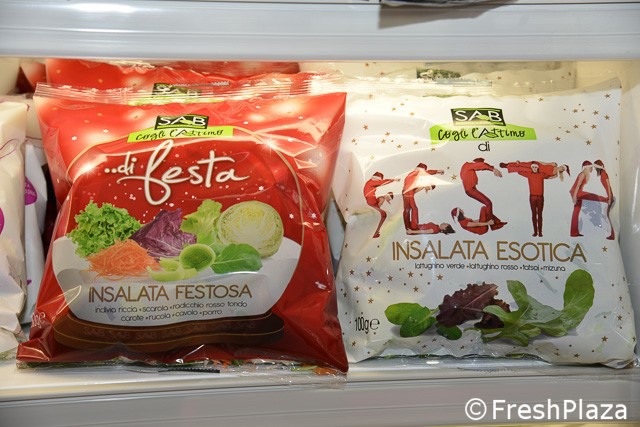 SAB
Cogli l'Attimo
...di festa
INSALATA FESTOSA
indivia riccia • scarola • radicchio rosso tondo
carote • rucola • cavolo • porro
SAB
Cogli l'Attimo
di
FESTA
INSALATA ESOTICA
lattughino verde • lattughino rosso • tatsoi • mizuna
100g e
© FreshPlaza